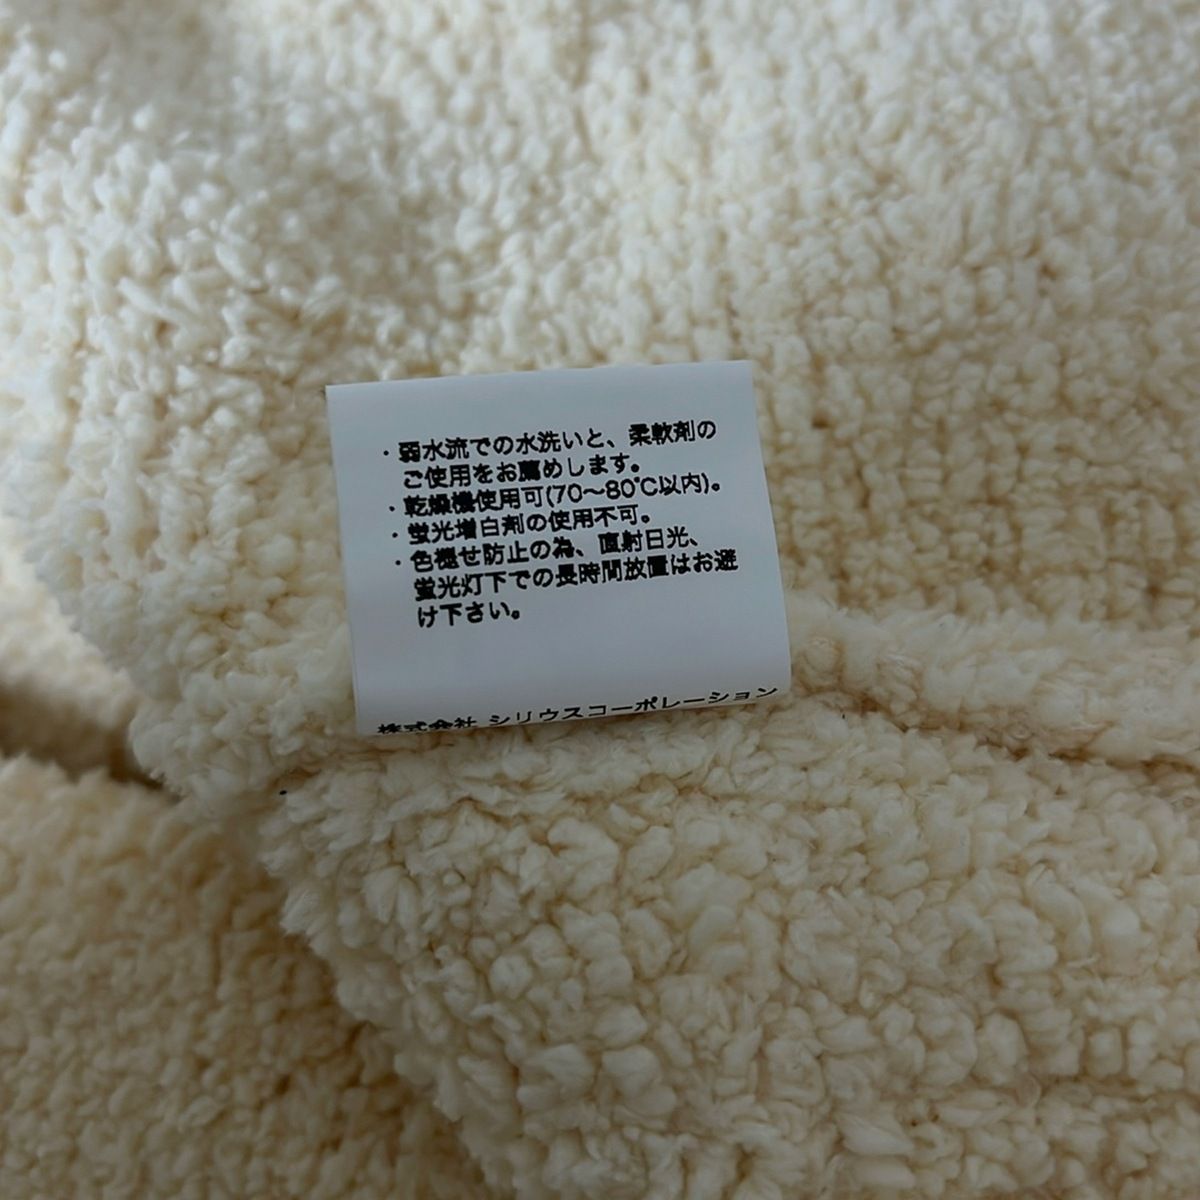 ・弱水流での水洗いと、柔軟剤の
ご使用をお薦めします。
・乾燥機使用可(70～80℃以内)。
・蛍光増白剤の使用不可。
・色褪せ防止の為、直射日光、
蛍光灯下での長時間放置はお避
け下さい。
株式会社 シリウスコーポレーション